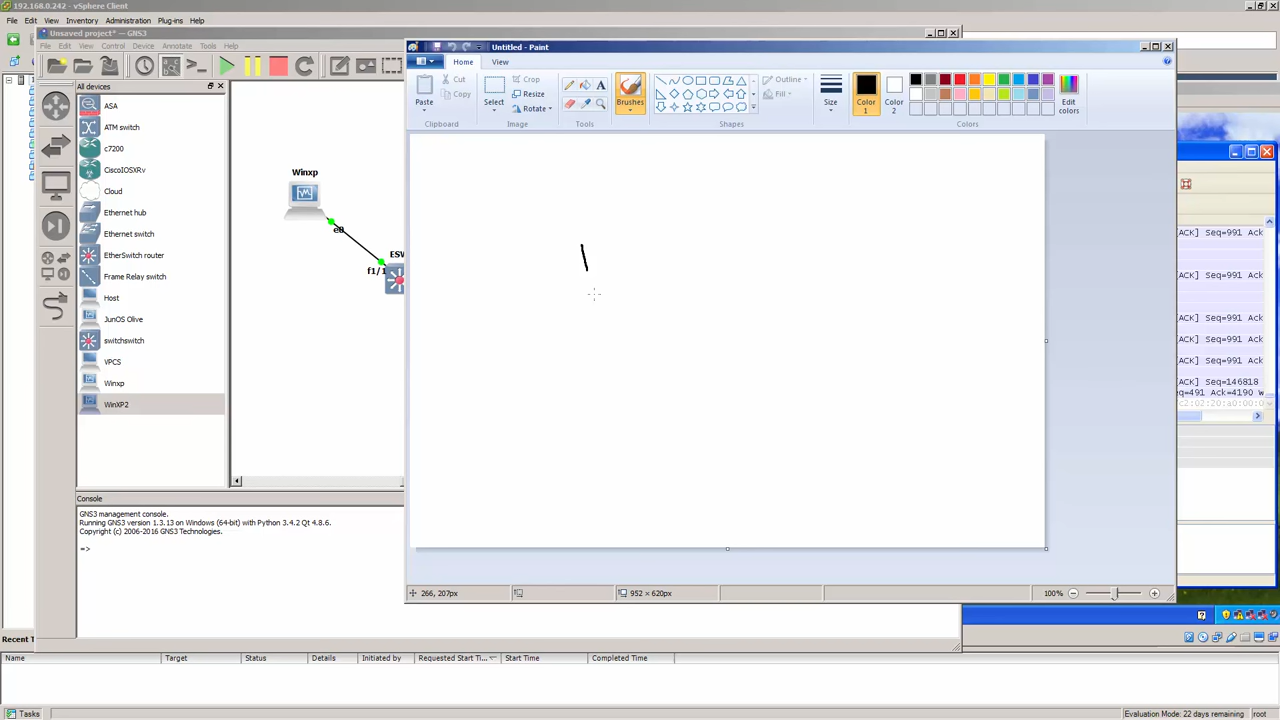 192.168.0.242 - vSphere Client
File Edit View Inventory Administration Plug-ins Help
Unsaved project* — GNS3
File Edit View Control Device Annotate Tools Help
All devices
ASA
ATM switch
c7200
CiscoIOSXRv
Cloud
Ethernet hub
Ethernet switch
EtherSwitch router
Frame Relay switch
Host
JunOS Olive
switchswitch
VPCS
Winxp
WinXP2
Winxp
e0
f1/1
ESW
Console
GNS3 management console.
Running GNS3 version 1.3.13 on Windows (64-bit) with Python 3.4.2 Qt 4.8.6.
Copyright (c) 2006-2016 GNS3 Technologies.
=>
Untitled - Paint
Home View
Paste Cut Copy
Clipboard
Select Crop Resize Rotate
Image
Tools
Brushes
Outline Fill
Shapes
Size
Color 1
Color 2
Edit colors
Colors
266, 207px
952 × 620px
100%
[ACK] Seq=991 Ack
[ACK] Seq=991 Ack
[ACK] Seq=991 Ack
[ACK] Seq=991 Ack
[ACK] Seq=991 Ack
[ACK] Seq=146818
eq=491 Ack=4190 W
Recent T
Name Target Status Details Initiated by Requested Start Ti... Start Time Completed Time
Tasks
Evaluation Mode: 22 days remaining root